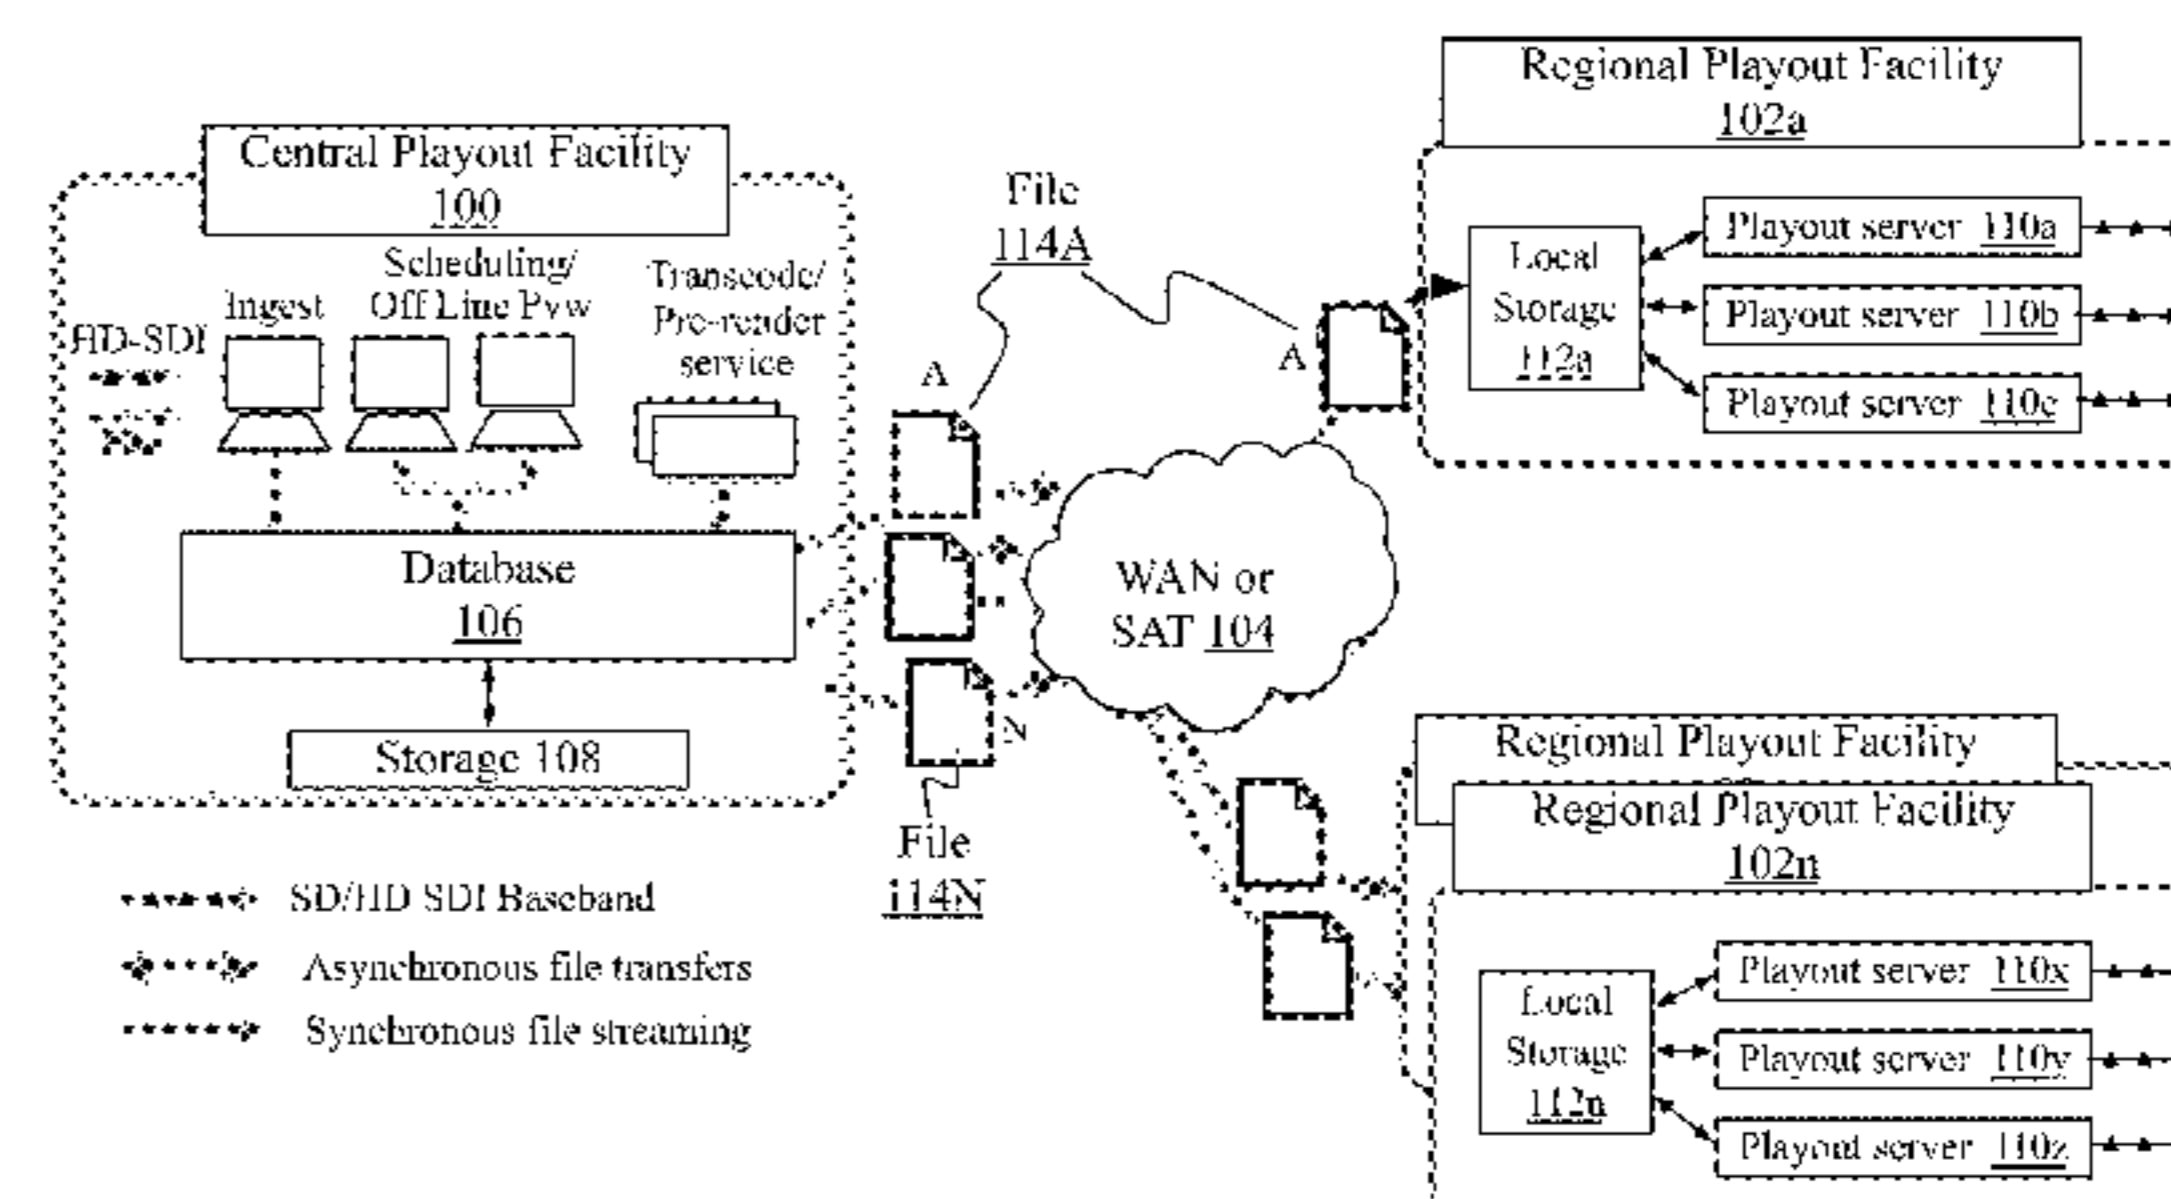 Central Playout Facility
100
HD-SDI
Ingest
Scheduling/
Off Line Pvw
Transcode/
Pre-render
service
Database
106
Storage 108
SD/HD SDI Baseband
Asynchronous file transfers
Synchronous file streaming
File
114A
A
A
N
File
114N
WAN or
SAT 104
Regional Playout Facility
102a
Local
Storage
112a
Playout server 110a
Playout server 110b
Playout server 110c
Regional Playout Facility
Regional Playout Facility
102n
Local
Storage
112n
Playout server 110x
Playout server 110y
Playout server 110z